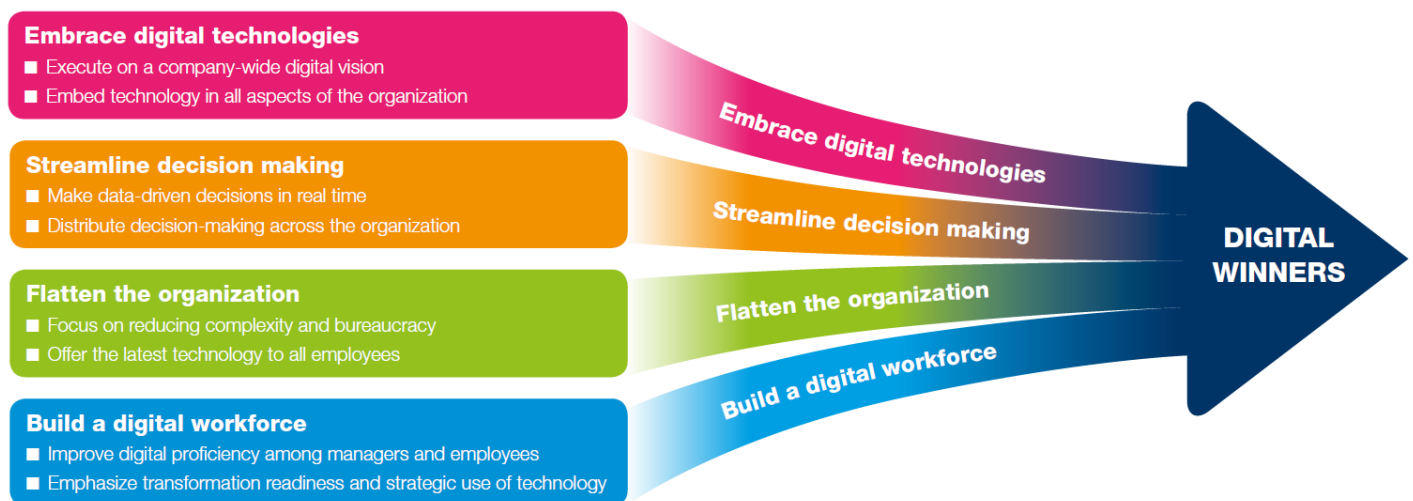 Embrace digital technologies
■ Execute on a company-wide digital vision
■ Embed technology in all aspects of the organization
Streamline decision making
■ Make data-driven decisions in real time
■ Distribute decision-making across the organization
Flatten the organization
■ Focus on reducing complexity and bureaucracy
■ Offer the latest technology to all employees
Build a digital workforce
■ Improve digital proficiency among managers and employees
■ Emphasize transformation readiness and strategic use of technology
Embrace digital technologies
Streamline decision making
Flatten the organization
Build a digital workforce
DIGITAL
WINNERS